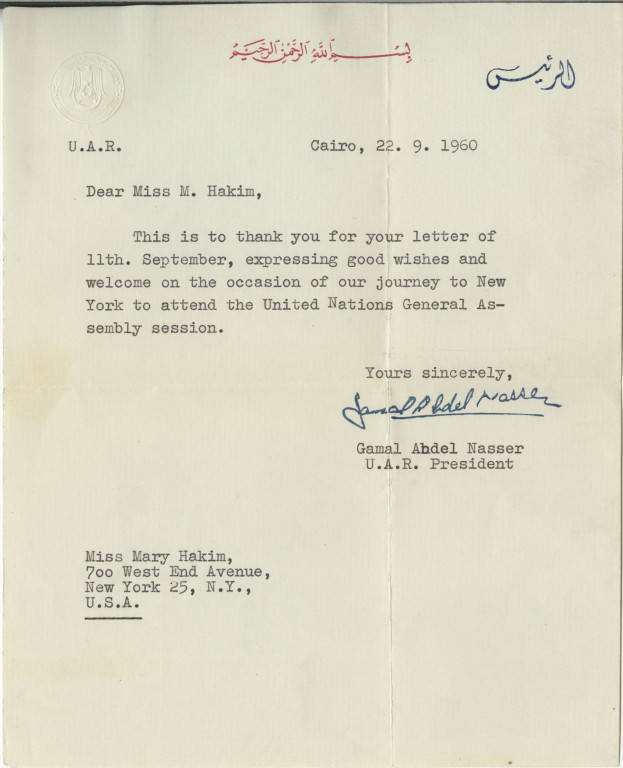 بسم الله الرحمن الرحيم
الرئيس
U.A.R. Cairo, 22. 9. 1960
Dear Miss M. Hakim,
This is to thank you for your letter of
11th. September, expressing good wishes and
welcome on the occasion of our journey to New
York to attend the United Nations General As-
sembly session.
Yours sincerely,
Gamal Abdel Nasser
Gamal Abdel Nasser
U.A.R. President
Miss Mary Hakim,
700 West End Avenue,
New York 25, N.Y.,
U.S.A.